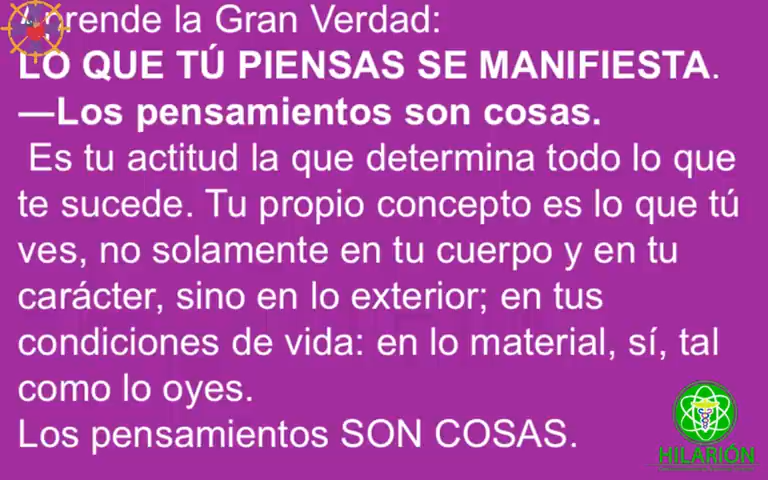 Aprende la Gran Verdad:
LO QUE TÚ PIENSAS SE MANIFIESTA.
—Los pensamientos son cosas.
Es tu actitud la que determina todo lo que
te sucede. Tu propio concepto es lo que tú
ves, no solamente en tu cuerpo y en tu
carácter, sino en lo exterior; en tus
condiciones de vida: en lo material, sí, tal
como lo oyes.
Los pensamientos SON COSAS.
HILARIÓN